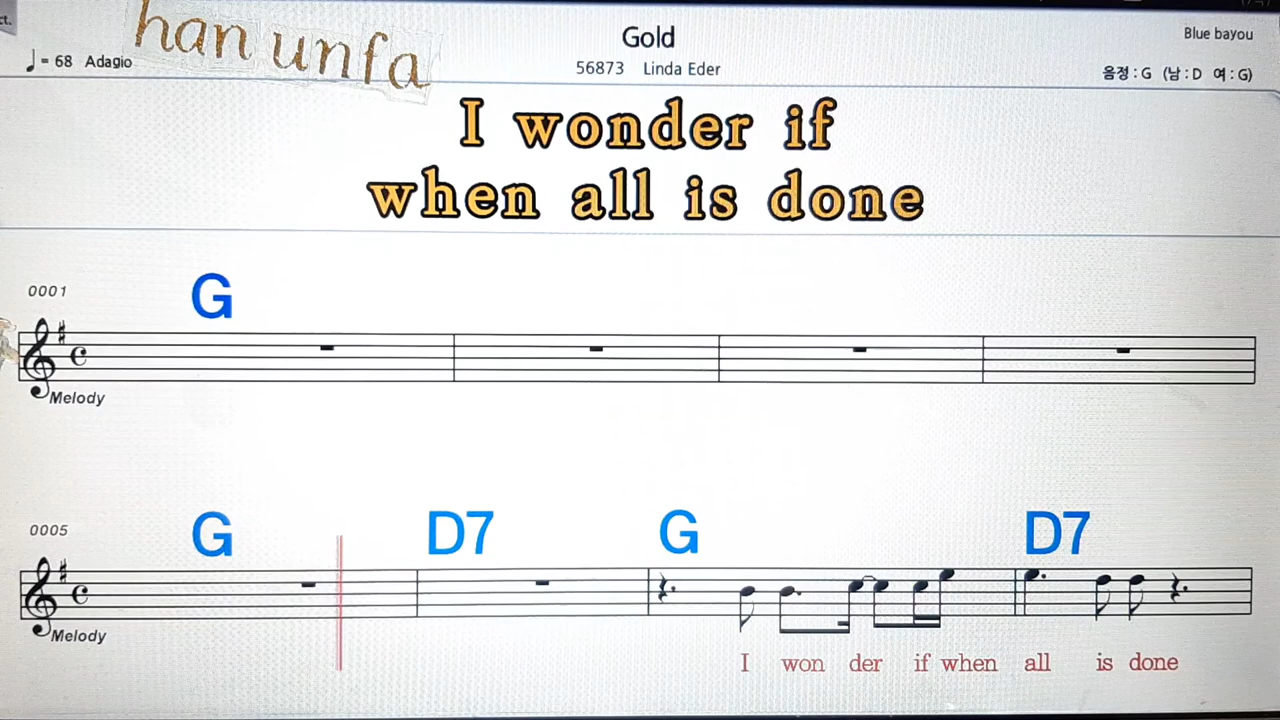 ct.
han unfa
♩ = 68 Adagio
Gold
56873 Linda Eder
Blue bayou
음정 : G (남 : D 여 : G)
I wonder if
when all is done
0001
G
Melody
0005
G D7 G D7
Melody
I won der if when all is done